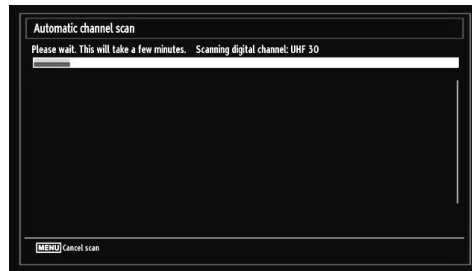 Automatic channel scan
Please wait. This will take a few minutes. Scanning digital channel: UHF 30
MENU Cancel scan